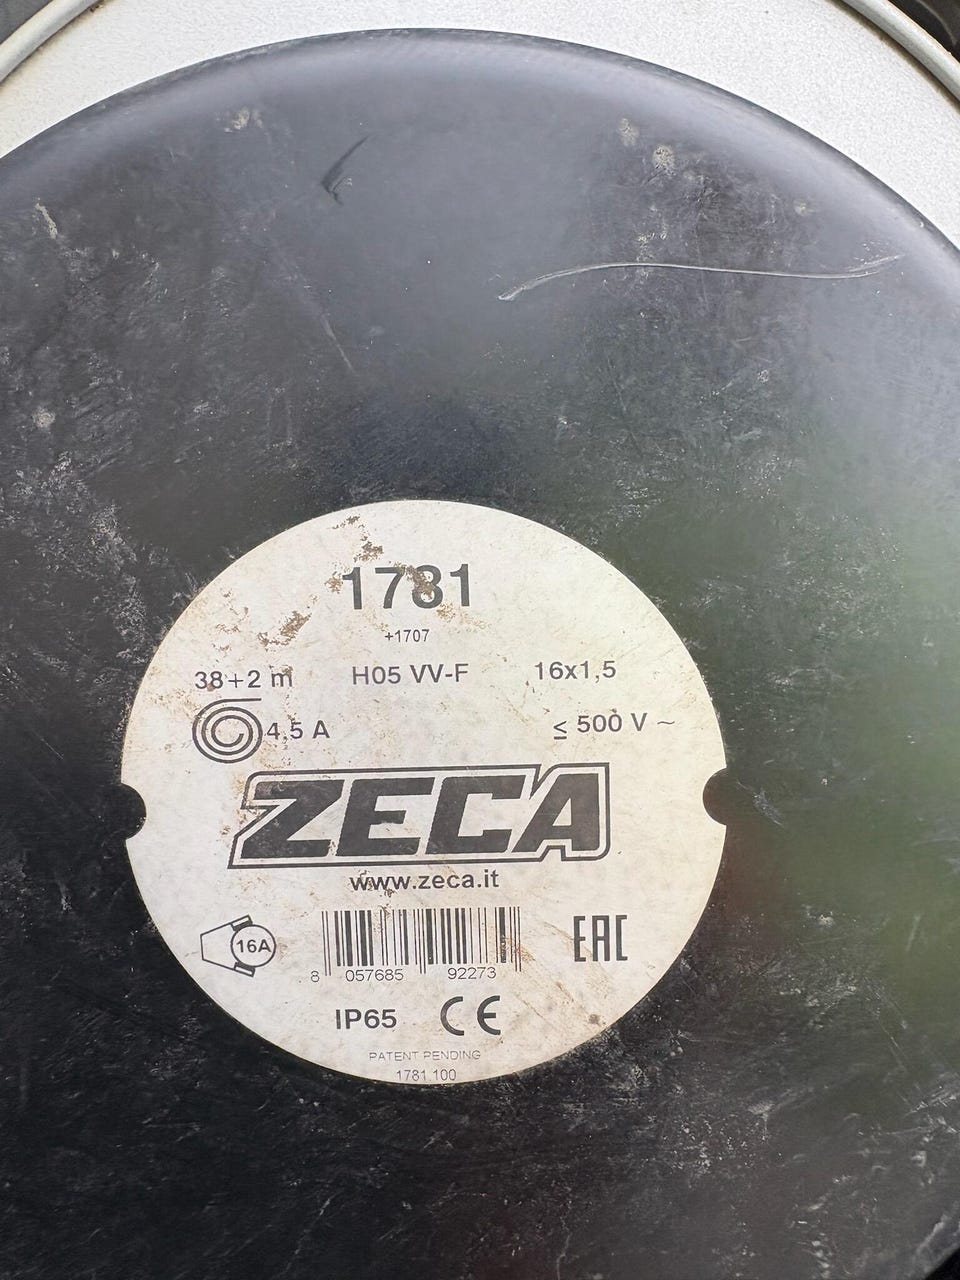 1781
+1707
38+2 m H05 VV-F 16x1,5
4,5 A ≤ 500 V ~
ZECA
www.zeca.it
16A EAC
8 057685 92273
IP65 CE
PATENT PENDING
1781 100